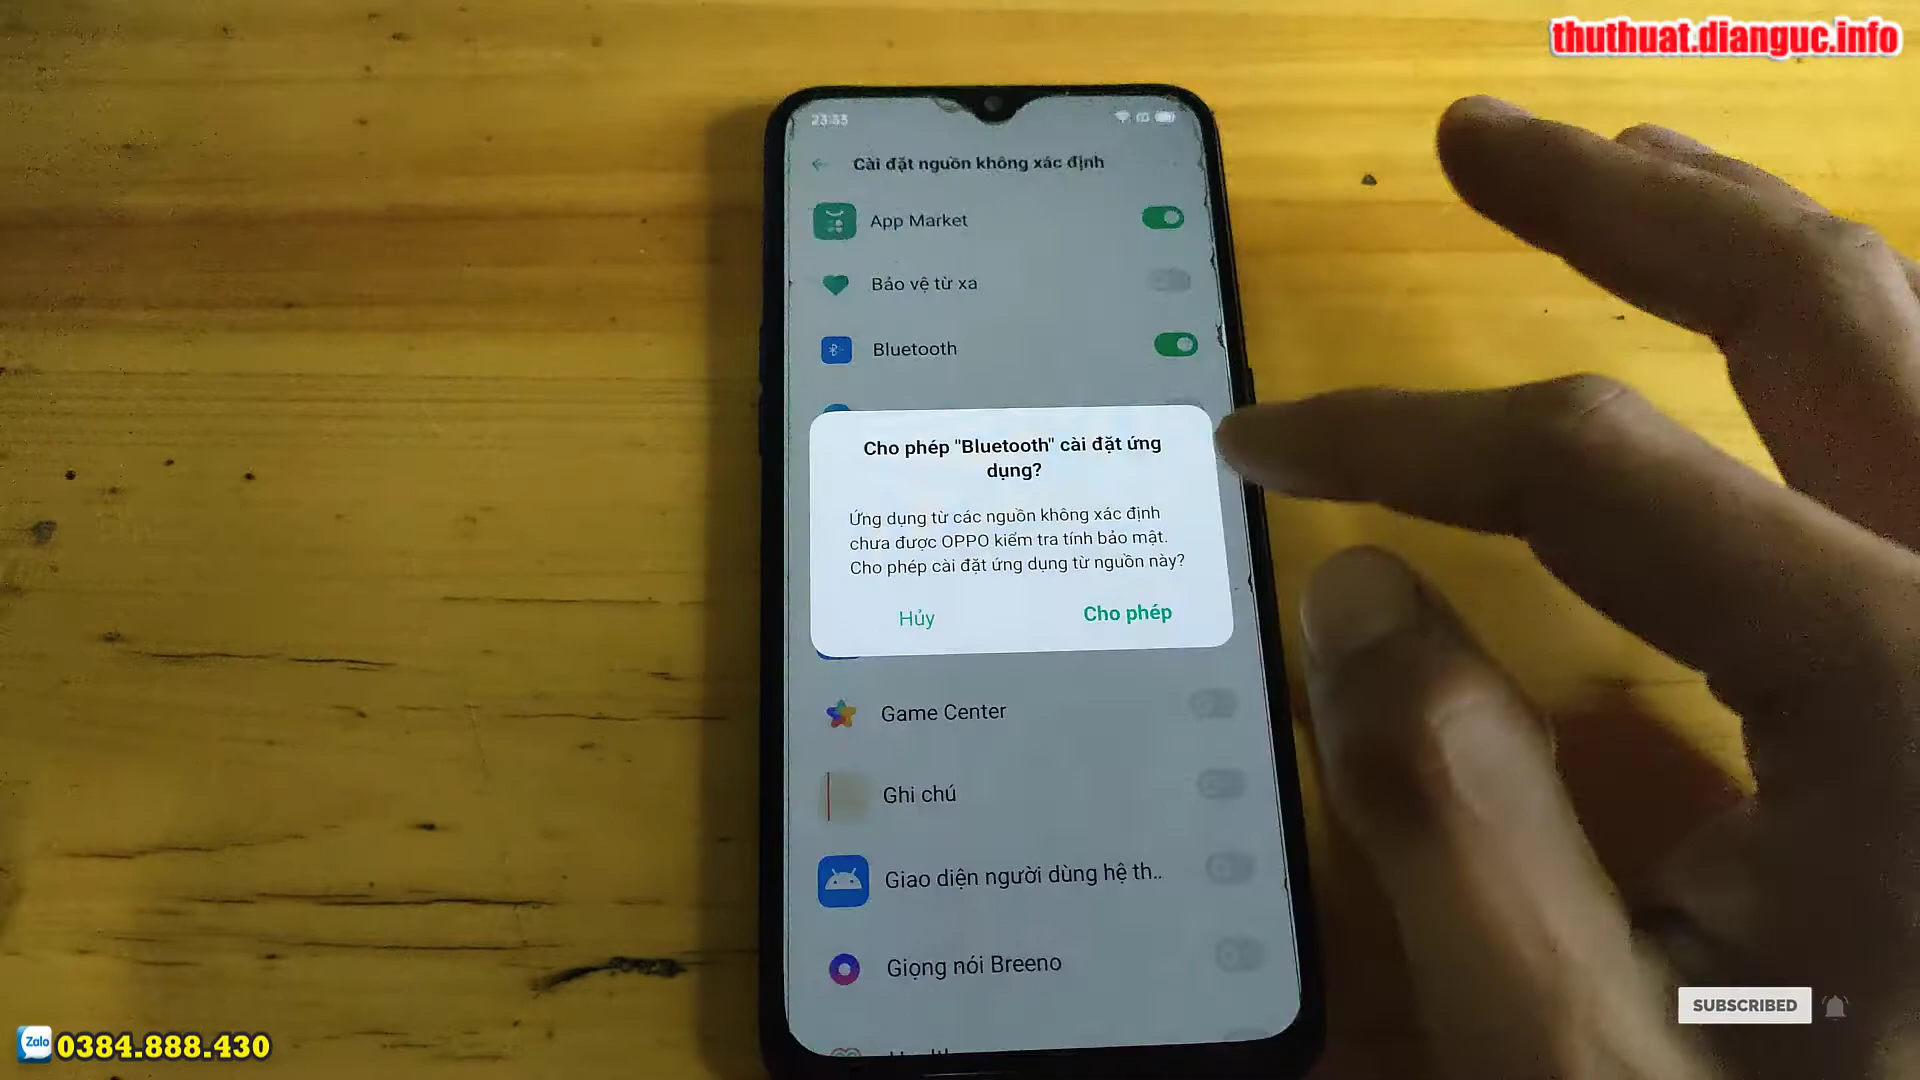 thuthuat.dianguc.info
23:33
Cài đặt nguồn không xác định
App Market
Bảo vệ từ xa
Bluetooth
Cho phép "Bluetooth" cài đặt ứng
dụng?
Ứng dụng từ các nguồn không xác định
chưa được OPPO kiểm tra tính bảo mật.
Cho phép cài đặt ứng dụng từ nguồn này?
Hủy
Cho phép
Game Center
Ghi chú
Giao diện người dùng hệ th..
Giọng nói Breeno
SUBSCRIBED
Zalo 0384.888.430